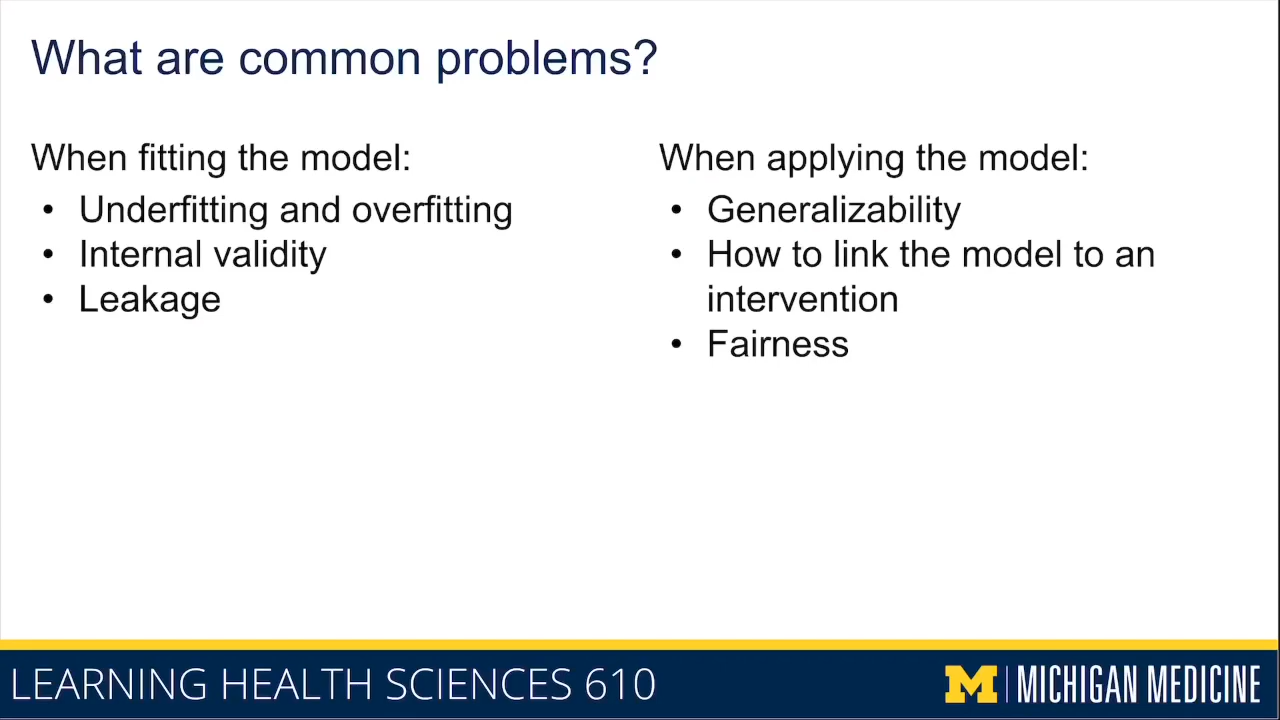 What are common problems?
When fitting the model:
• Underfitting and overfitting
• Internal validity
• Leakage
When applying the model:
• Generalizability
• How to link the model to an
intervention
• Fairness
LEARNING HEALTH SCIENCES 610
M | MICHIGAN MEDICINE